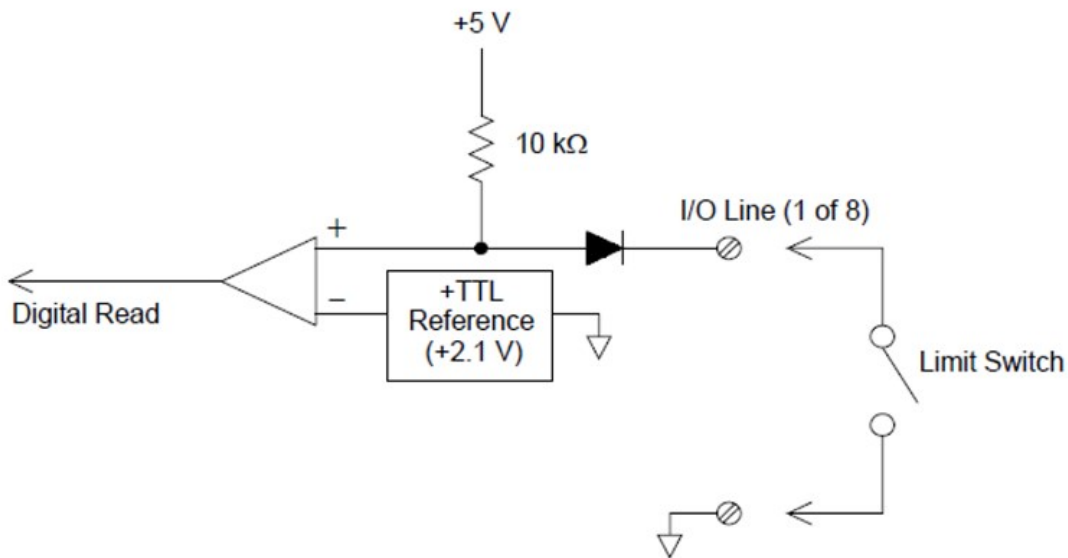 +5 V
10 kΩ
I/O Line (1 of 8)
+
−
+TTL
Reference
(+2.1 V)
Digital Read
Limit Switch